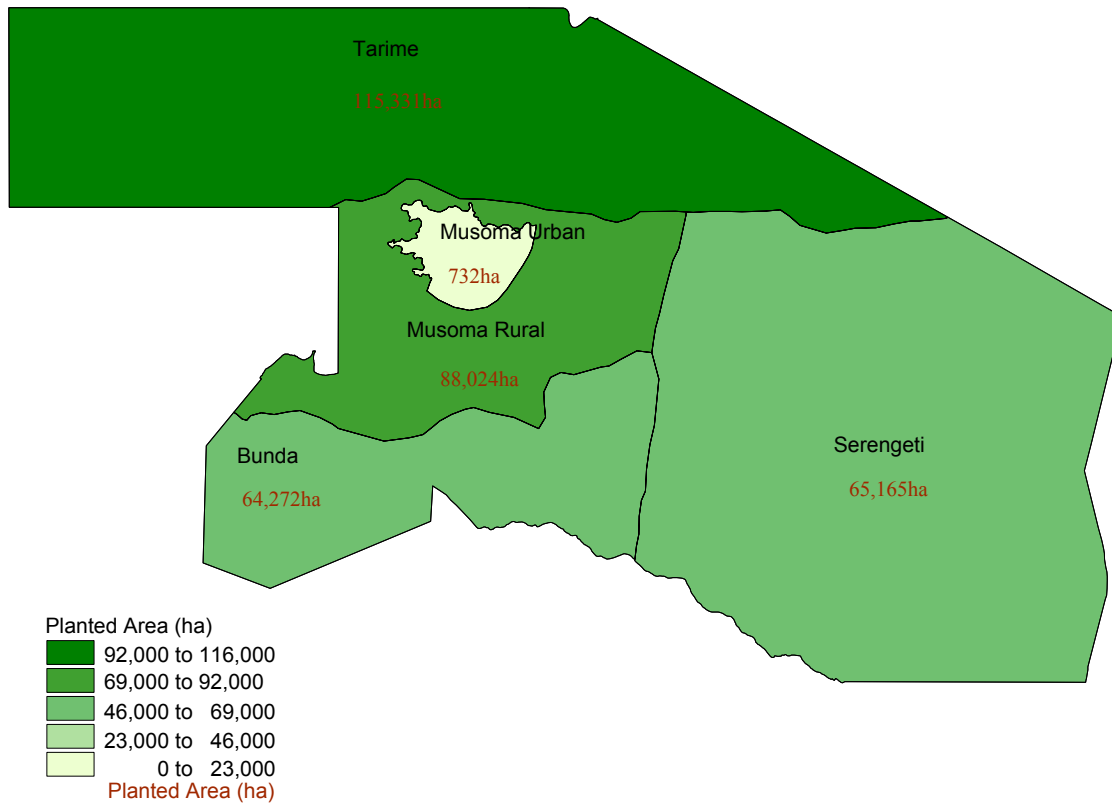 Tarime
115,331ha
Musoma Urban
732ha
Musoma Rural
88,024ha
Bunda
64,272ha
Serengeti
65,165ha
Planted Area (ha)
92,000 to 116,000
69,000 to 92,000
46,000 to 69,000
23,000 to 46,000
0 to 23,000
Planted Area (ha)